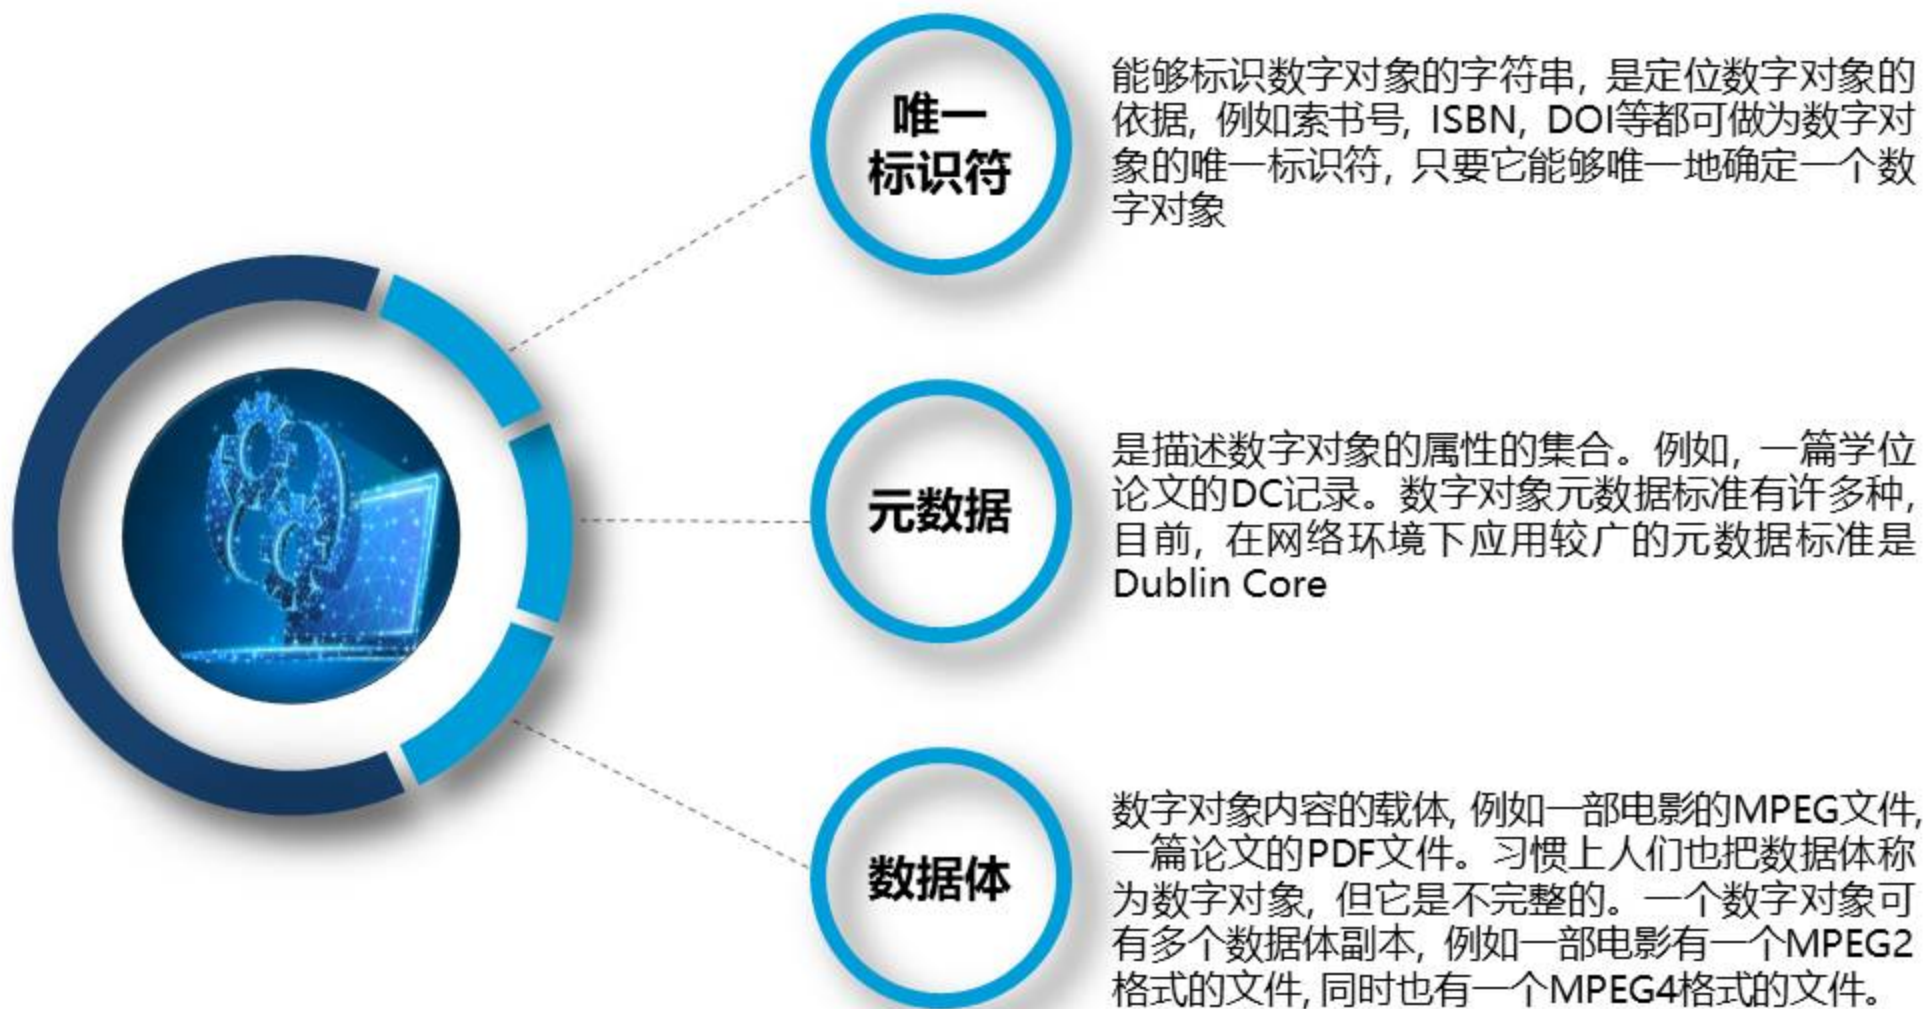 唯一
标识符
能够标识数字对象的字符串, 是定位数字对象的
依据, 例如索书号, ISBN, DOI等都可做为数字对
象的唯一标识符, 只要它能够唯一地确定一个数
字对象
元数据
是描述数字对象的属性的集合。例如, 一篇学位
论文的DC记录。数字对象元数据标准有许多种,
目前, 在网络环境下应用较广的元数据标准是
Dublin Core
数据体
数字对象内容的载体, 例如一部电影的MPEG文件,
一篇论文的PDF文件。习惯上人们也把数据体称
为数字对象, 但它是不完整的。一个数字对象可
有多个数据体副本, 例如一部电影有一个MPEG2
格式的文件, 同时也有一个MPEG4格式的文件。